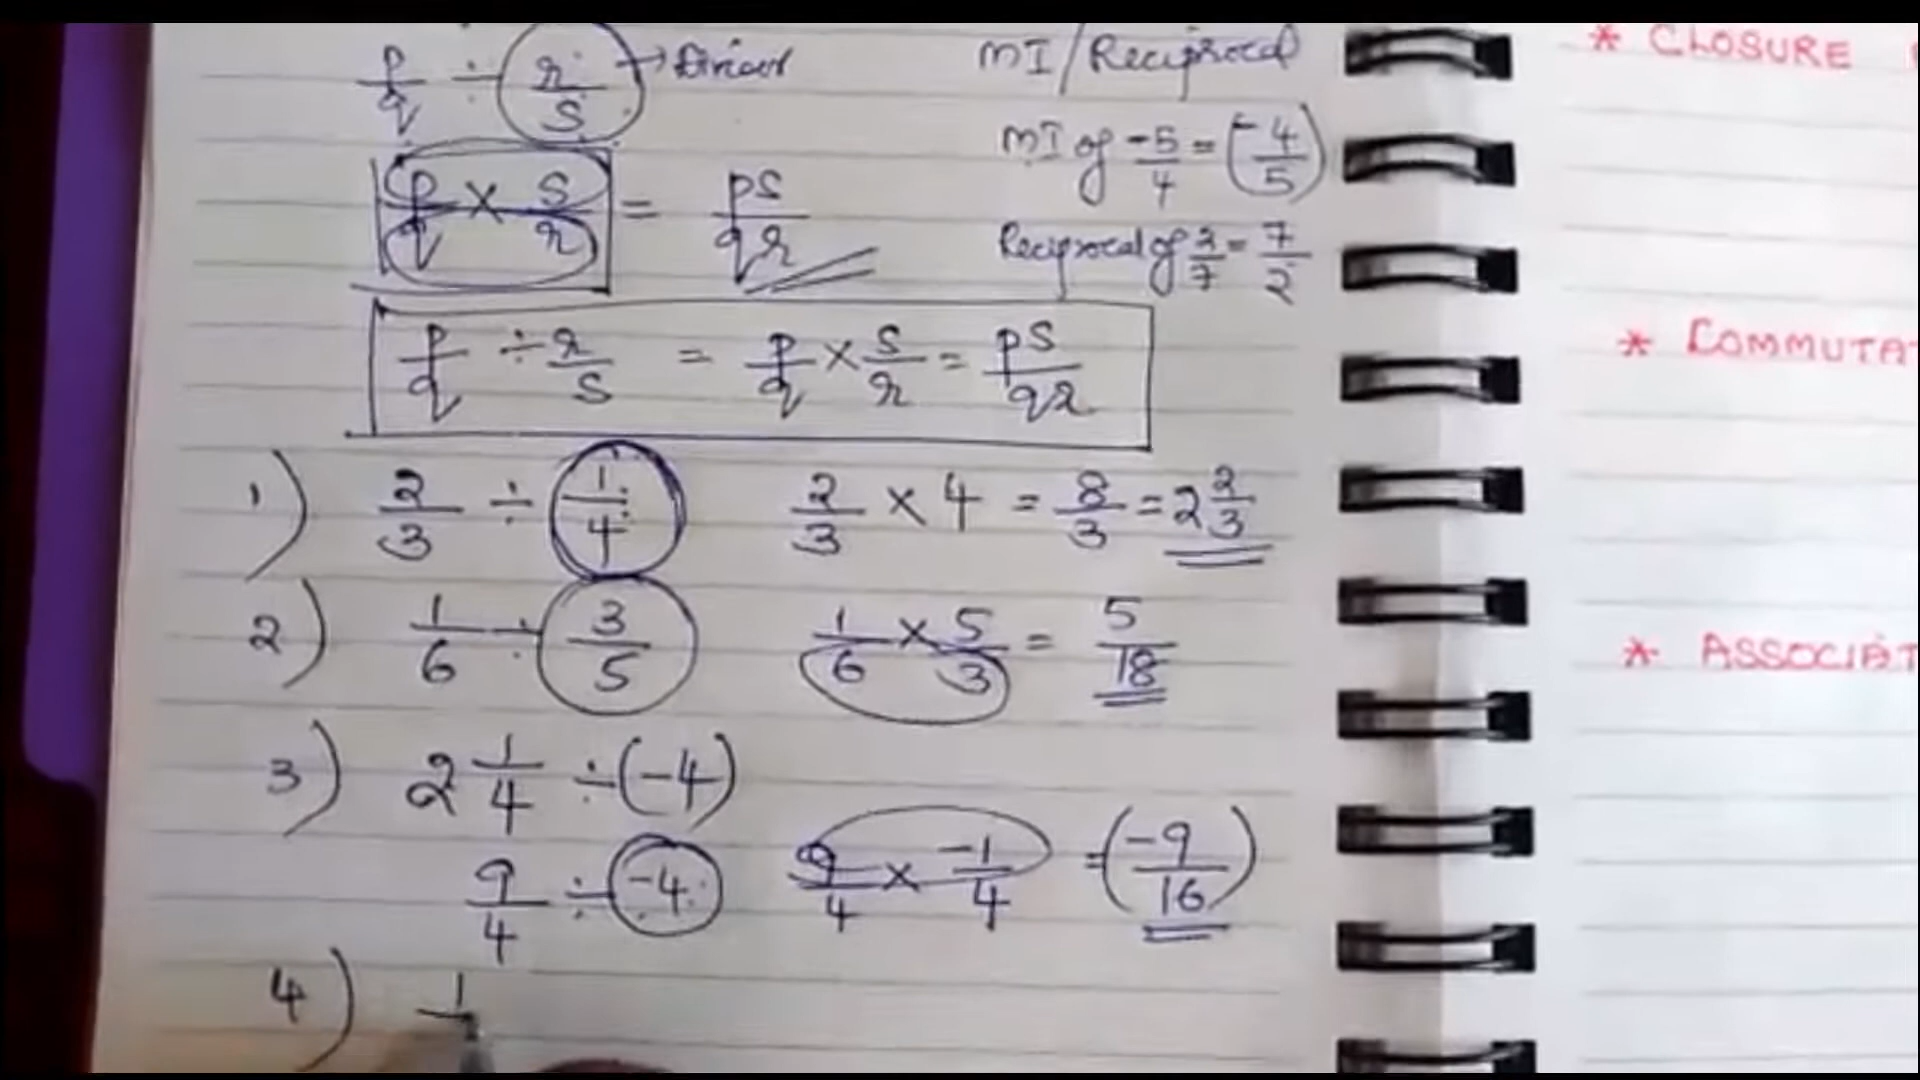 p/q ÷ r/s → Divisor
MI/Reciprocal
MI of -5/4 = (-4/5)
p/q × s/r = ps/qr
Reciprocal of 2/7 = 7/2
p/q ÷ r/s = p/q × s/r = ps/qr
1) 2/3 ÷ 1/4 2/3 × 4 = 8/3 = 2 2/3
2) 1/6 ÷ 3/5 1/6 × 5/3 = 5/18
3) 2 1/4 ÷ (-4)
9/4 ÷ -4 9/4 × -1/4 = (-9/16)
4) 1
* CLOSURE
* COMMUTAT
* ASSOCIAT